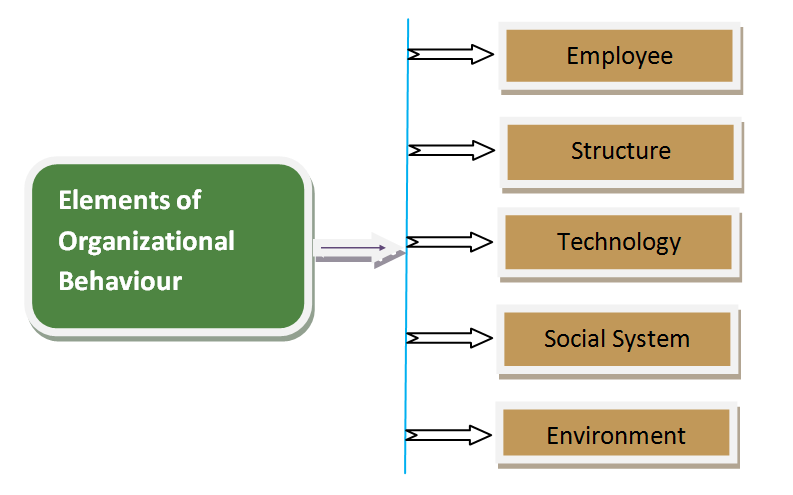 Elements of
Organizational
Behaviour
Employee
Structure
Technology
Social System
Environment